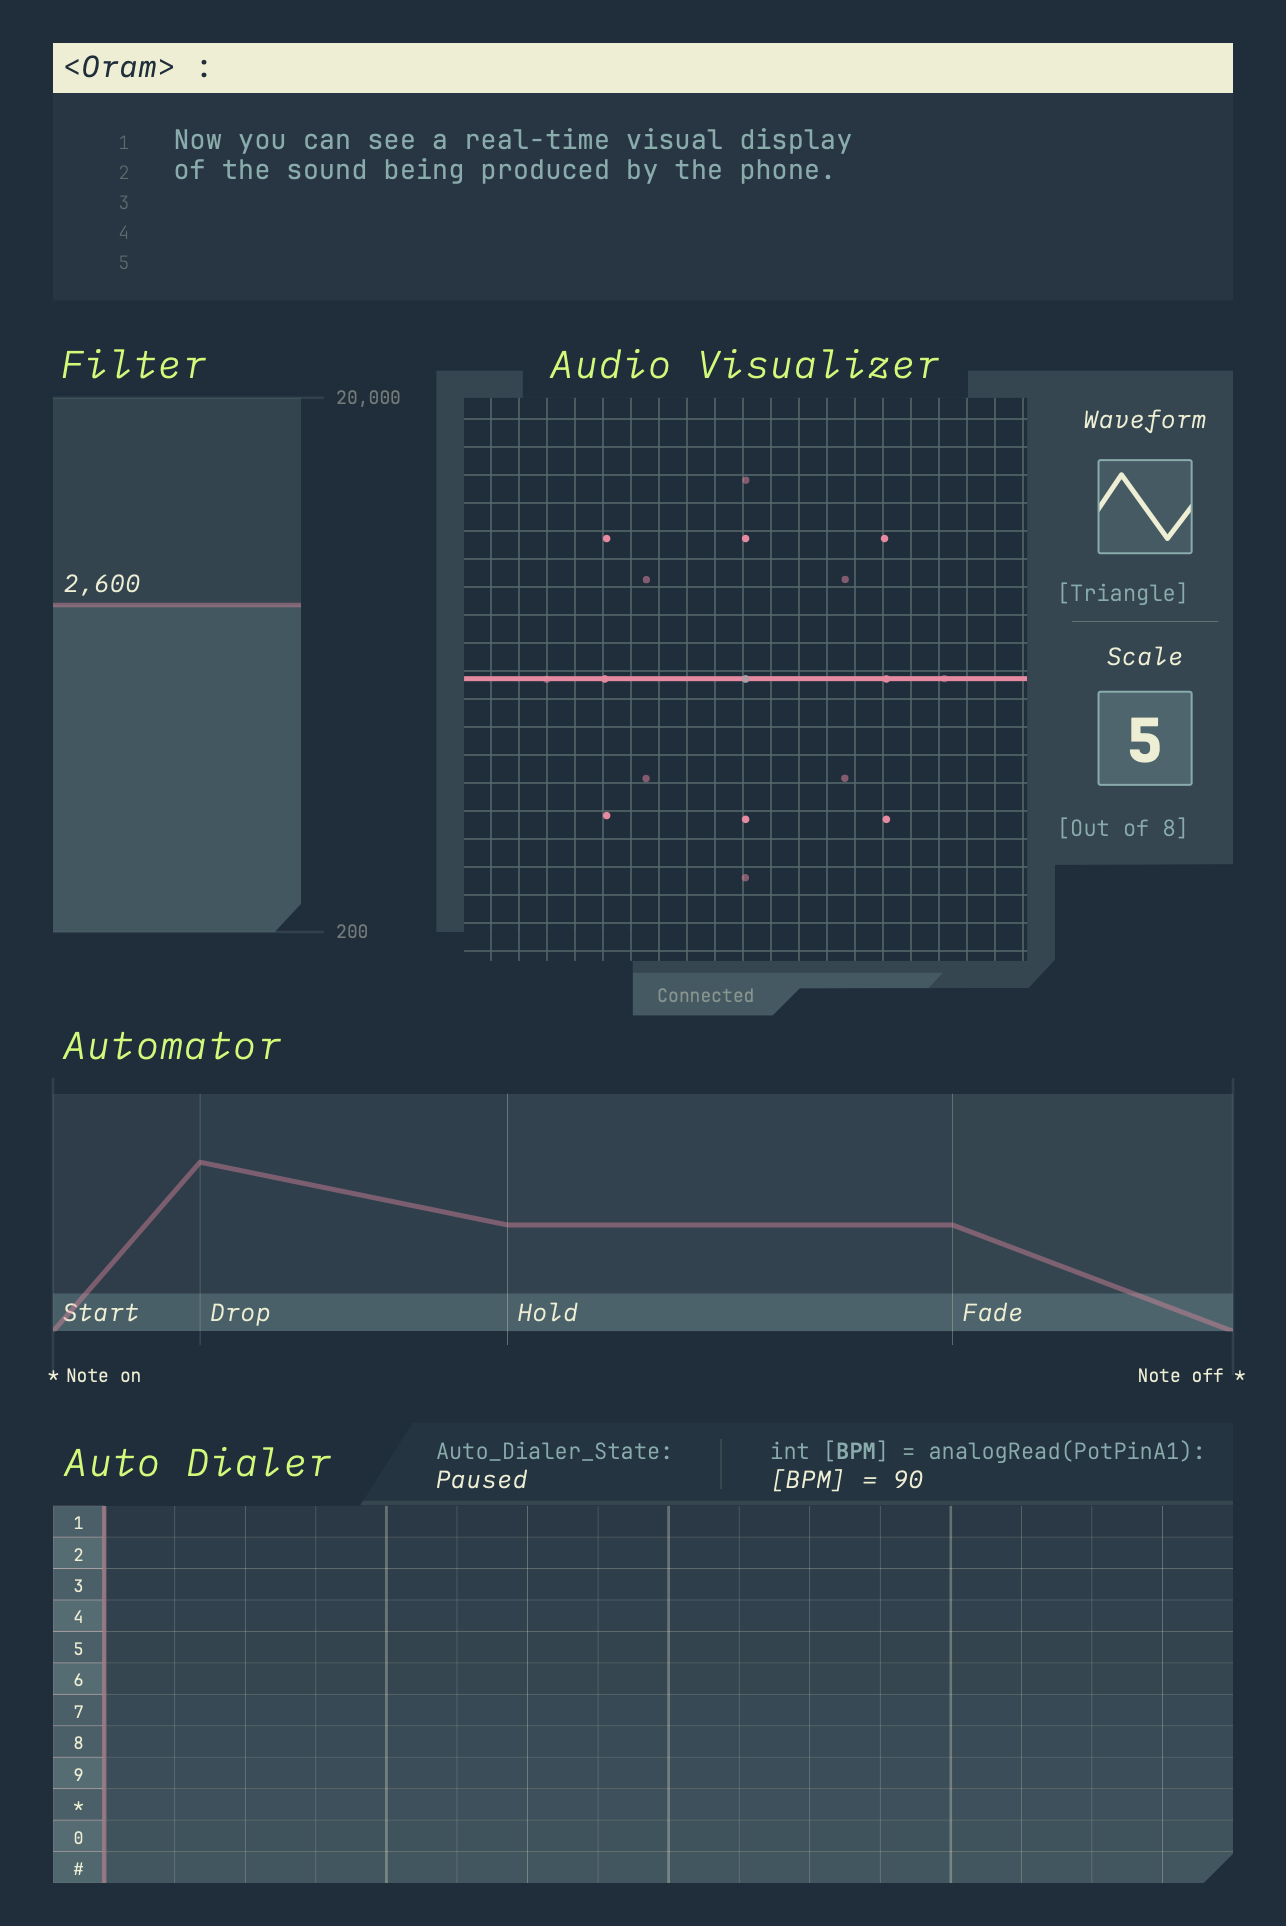 <Oram> :
1 Now you can see a real-time visual display
2 of the sound being produced by the phone.
3
4
5
Filter
20,000
2,600
200
Audio Visualizer
Waveform
[Triangle]
Scale
5
[Out of 8]
Connected
Automator
Start
Drop
Hold
Fade
* Note on
Note off *
Auto Dialer
Auto_Dialer_State:
Paused
int [BPM] = analogRead(PotPinA1):
[BPM] = 90
1
2
3
4
5
6
7
8
9
*
0
#